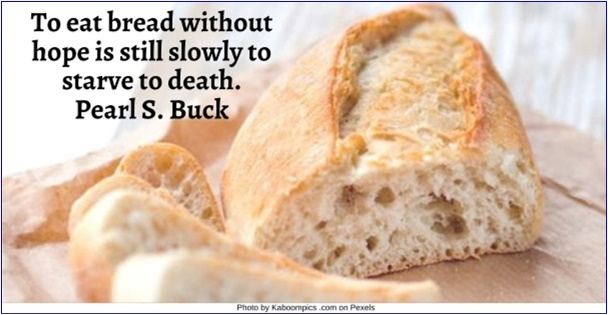 To eat bread without
hope is still slowly to
starve to death.
Pearl S. Buck
Photo by Kaboompics .com on Pexels